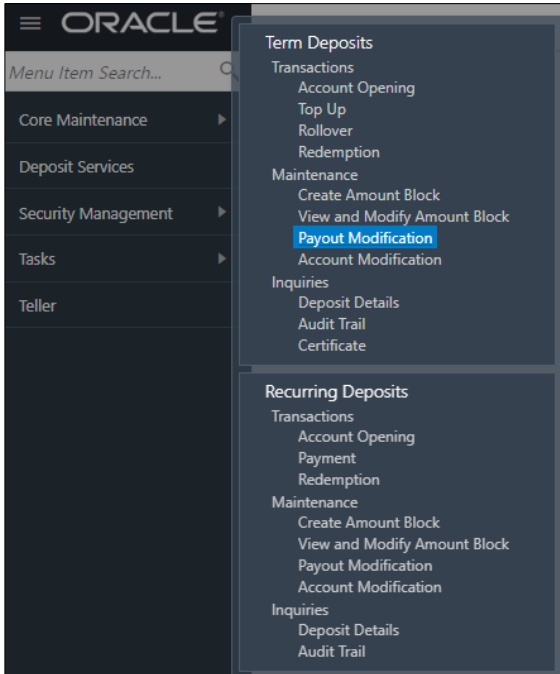 ORACLE
Menu Item Search...
Core Maintenance
Deposit Services
Security Management
Tasks
Teller
Term Deposits
Transactions
Account Opening
Top Up
Rollover
Redemption
Maintenance
Create Amount Block
View and Modify Amount Block
Payout Modification
Account Modification
Inquiries
Deposit Details
Audit Trail
Certificate
Recurring Deposits
Transactions
Account Opening
Payment
Redemption
Maintenance
Create Amount Block
View and Modify Amount Block
Payout Modification
Account Modification
Inquiries
Deposit Details
Audit Trail